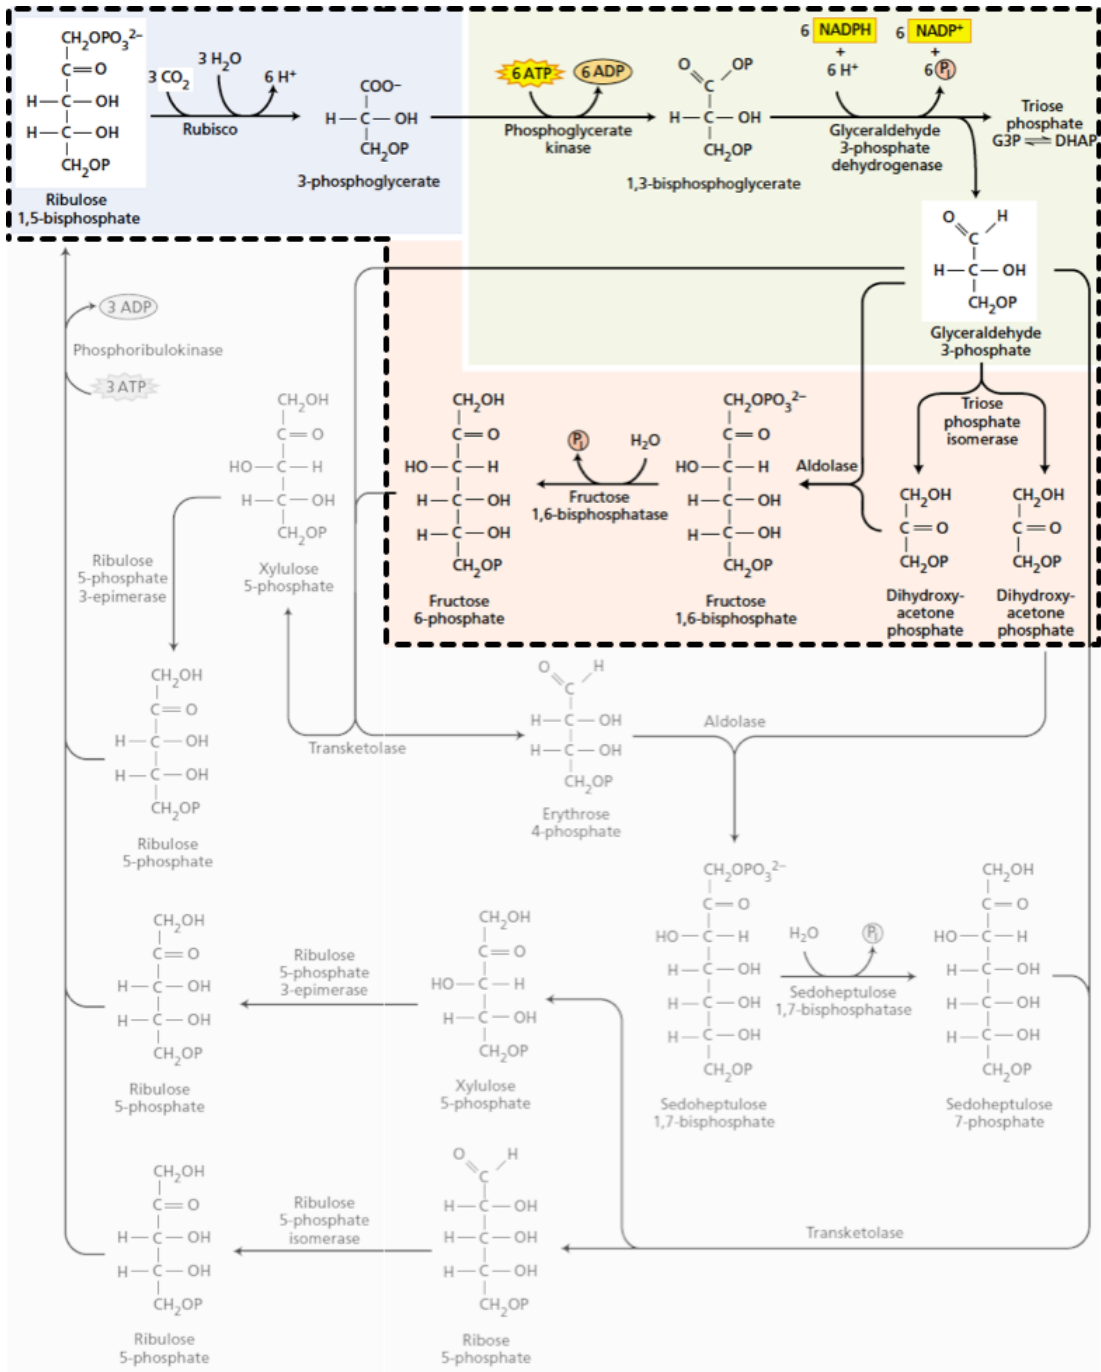 CH₂OPO₃²⁻
C=O
H—C—OH
H—C—OH
CH₂OP
Ribulose
1,5-bisphosphate
3 CO₂
3 H₂O
6 H⁺
Rubisco
COO⁻
H—C—OH
CH₂OP
3-phosphoglycerate
6 ATP
6 ADP
Phosphoglycerate
kinase
O
OP
C
H—C—OH
CH₂OP
1,3-bisphosphoglycerate
6 NADPH
+
6 H⁺
6 NADP⁺
+
6 Pi
Glyceraldehyde
3-phosphate
dehydrogenase
Triose
phosphate
G3P ⇌ DHAP
O
H
C
H—C—OH
CH₂OP
Glyceraldehyde
3-phosphate
Triose
phosphate
isomerase
CH₂OH
C=O
CH₂OP
Dihydroxy-
acetone
phosphate
CH₂OH
C=O
CH₂OP
Dihydroxy-
acetone
phosphate
Aldolase
CH₂OPO₃²⁻
C=O
HO—C—H
H—C—OH
H—C—OH
CH₂OP
Fructose
1,6-bisphosphate
Pi
H₂O
Fructose
1,6-bisphosphatase
CH₂OH
C=O
HO—C—H
H—C—OH
H—C—OH
CH₂OP
Fructose
6-phosphate
3 ADP
Phosphoribulokinase
3 ATP
CH₂OH
C=O
HO—C—H
H—C—OH
CH₂OP
Xylulose
5-phosphate
Ribulose
5-phosphate
3-epimerase
CH₂OH
C=O
H—C—OH
H—C—OH
CH₂OP
Ribulose
5-phosphate
Transketolase
O
H
C
H—C—OH
H—C—OH
CH₂OP
Erythrose
4-phosphate
Aldolase
CH₂OPO₃²⁻
C=O
HO—C—H
H—C—OH
H—C—OH
H—C—OH
CH₂OP
Sedoheptulose
1,7-bisphosphate
H₂O
Pi
Sedoheptulose
1,7-bisphosphatase
CH₂OH
C=O
HO—C—H
H—C—OH
H—C—OH
H—C—OH
CH₂OP
Sedoheptulose
7-phosphate
CH₂OH
C=O
H—C—OH
H—C—OH
CH₂OP
Ribulose
5-phosphate
Ribulose
5-phosphate
3-epimerase
CH₂OH
C=O
HO—C—H
H—C—OH
CH₂OP
Xylulose
5-phosphate
CH₂OH
C=O
H—C—OH
H—C—OH
CH₂OP
Ribulose
5-phosphate
Ribulose
5-phosphate
isomerase
O
H
C
H—C—OH
H—C—OH
H—C—OH
CH₂OP
Ribose
5-phosphate
Transketolase